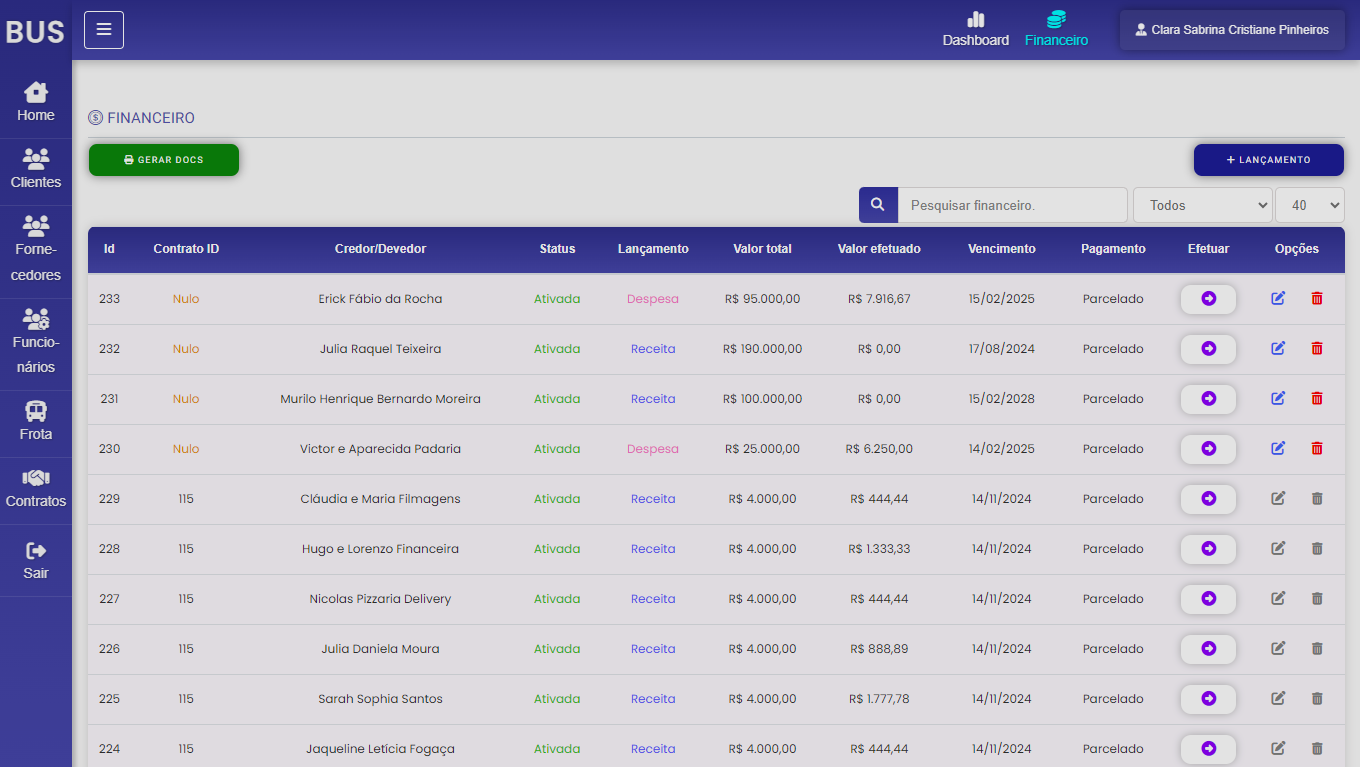 BUS
Dashboard
Financeiro
Clara Sabrina Cristiane Pinheiros
Home
Clientes
Forne-
cedores
Funcio-
nários
Frota
Contratos
Sair
FINANCEIRO
GERAR DOCS
+ LANÇAMENTO
Pesquisar financeiro.
Todos
40
Id Contrato ID Credor/Devedor Status Lançamento Valor total Valor efetuado Vencimento Pagamento Efetuar Opções
233 Nulo Erick Fábio da Rocha Ativada Despesa R$ 95.000,00 R$ 7.916,67 15/02/2025 Parcelado
232 Nulo Julia Raquel Teixeira Ativada Receita R$ 190.000,00 R$ 0,00 17/08/2024 Parcelado
231 Nulo Murilo Henrique Bernardo Moreira Ativada Receita R$ 100.000,00 R$ 0,00 15/02/2028 Parcelado
230 Nulo Victor e Aparecida Padaria Ativada Despesa R$ 25.000,00 R$ 6.250,00 14/02/2025 Parcelado
229 115 Cláudia e Maria Filmagens Ativada Receita R$ 4.000,00 R$ 444,44 14/11/2024 Parcelado
228 115 Hugo e Lorenzo Financeira Ativada Receita R$ 4.000,00 R$ 1.333,33 14/11/2024 Parcelado
227 115 Nicolas Pizzaria Delivery Ativada Receita R$ 4.000,00 R$ 444,44 14/11/2024 Parcelado
226 115 Julia Daniela Moura Ativada Receita R$ 4.000,00 R$ 888,89 14/11/2024 Parcelado
225 115 Sarah Sophia Santos Ativada Receita R$ 4.000,00 R$ 1.777,78 14/11/2024 Parcelado
224 115 Jaqueline Letícia Fogaça Ativada Receita R$ 4.000,00 R$ 444,44 14/11/2024 Parcelado